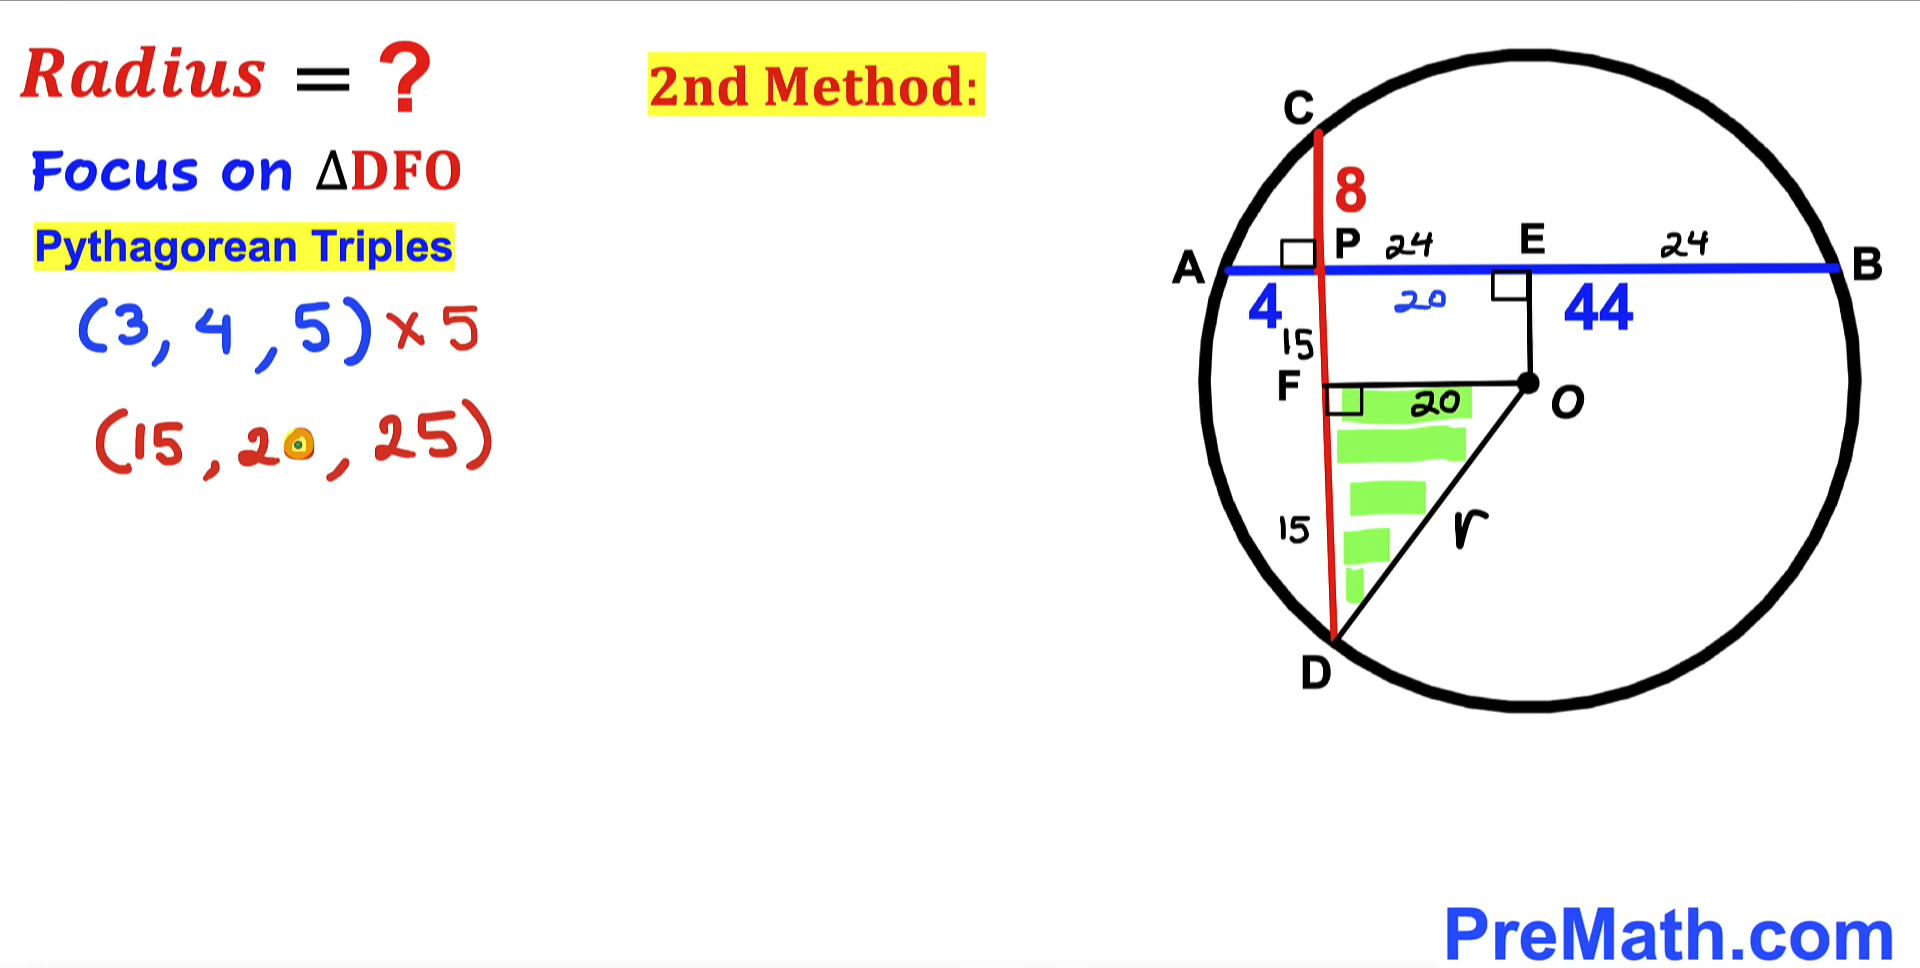 Radius = ?
2nd Method:
Focus on ΔDFO
Pythagorean Triples
(3, 4, 5) × 5
(15, 20, 25)
C
8
A
P
24
E
24
B
4
20
44
15
F
20
O
15
r
D
PreMath.com